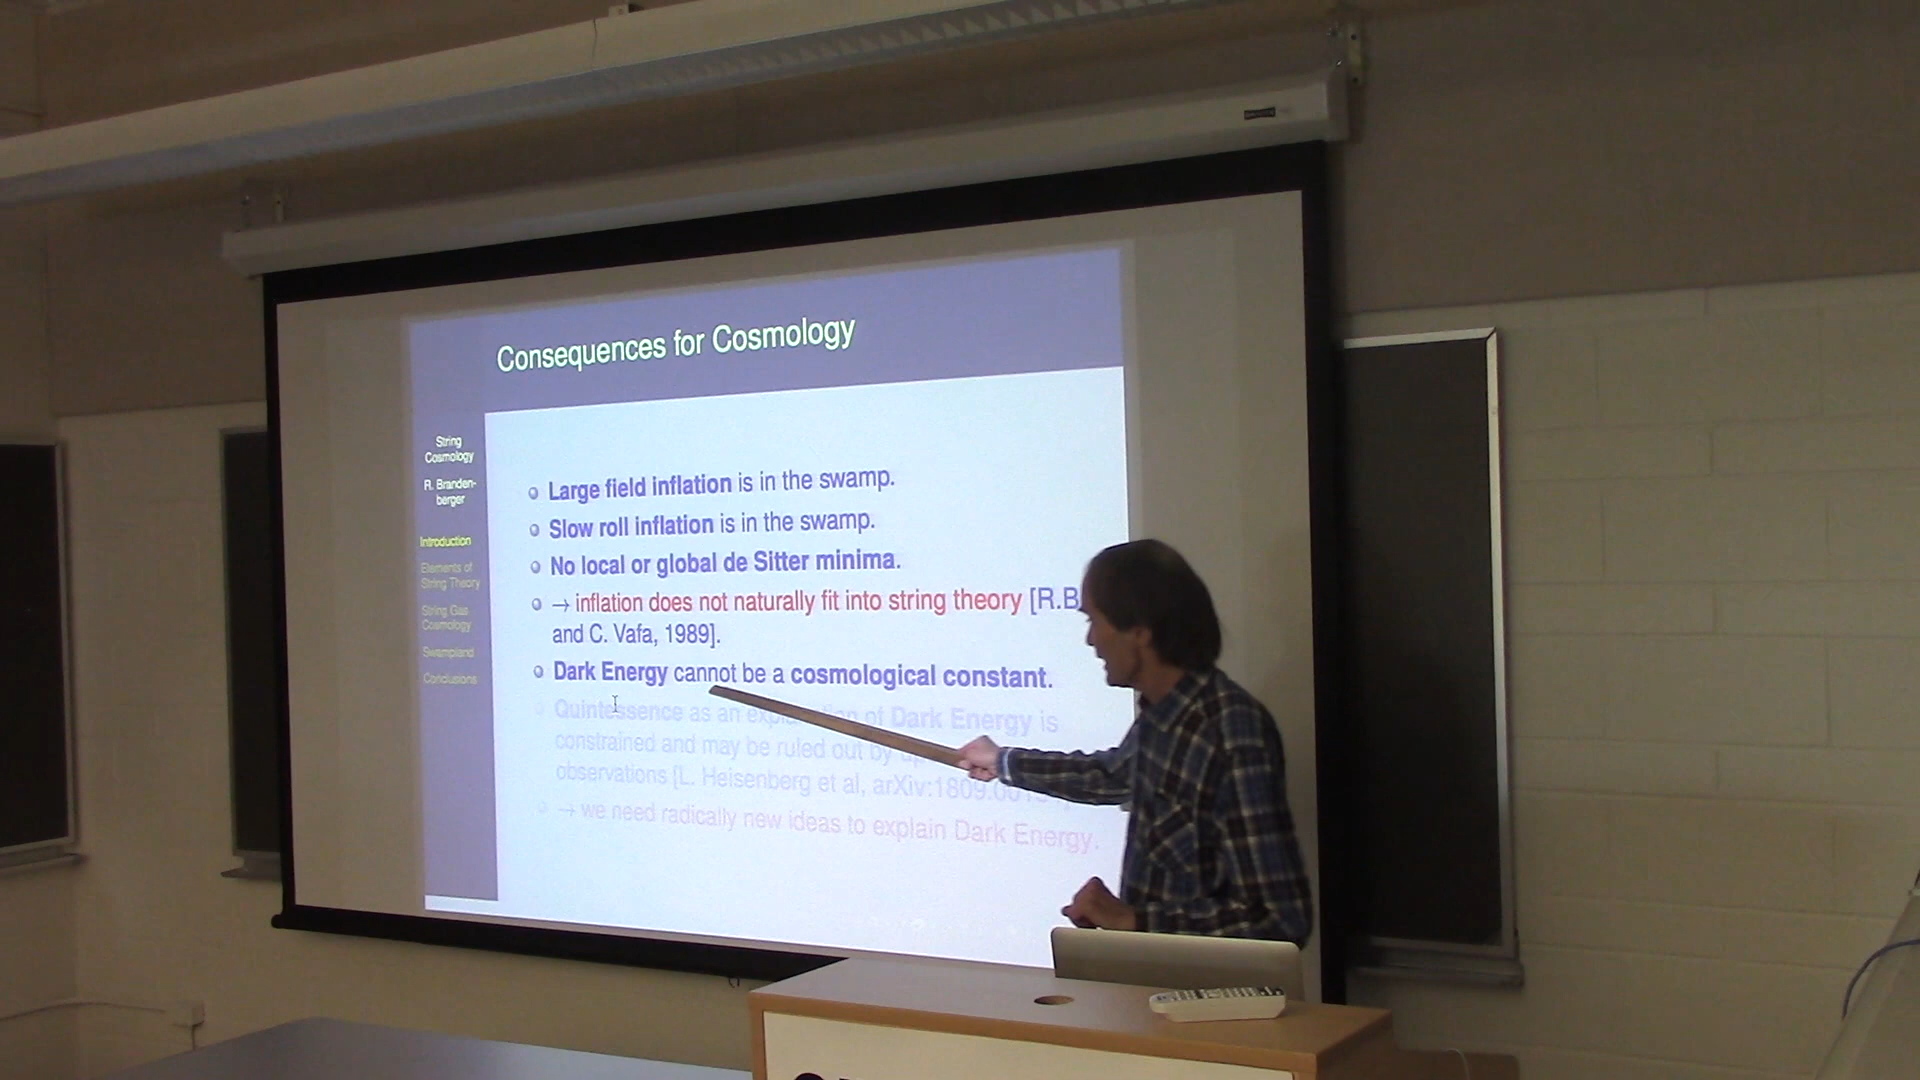 Consequences for Cosmology
String
Cosmology
R. Branden-
berger
Introduction
Elements of
String Theory
String Gas
Cosmology
Swampland
Conclusions
Large field inflation is in the swamp.
Slow roll inflation is in the swamp.
No local or global de Sitter minima.
→ inflation does not naturally fit into string theory [R.B.
and C. Vafa, 1989].
Dark Energy cannot be a cosmological constant.
Quintessence as an of Dark Energy is
constrained and may be ruled out by
observations [L. Heisenberg et al, arXiv:1809.
→ we need radically new ideas to explain Dark Energy.